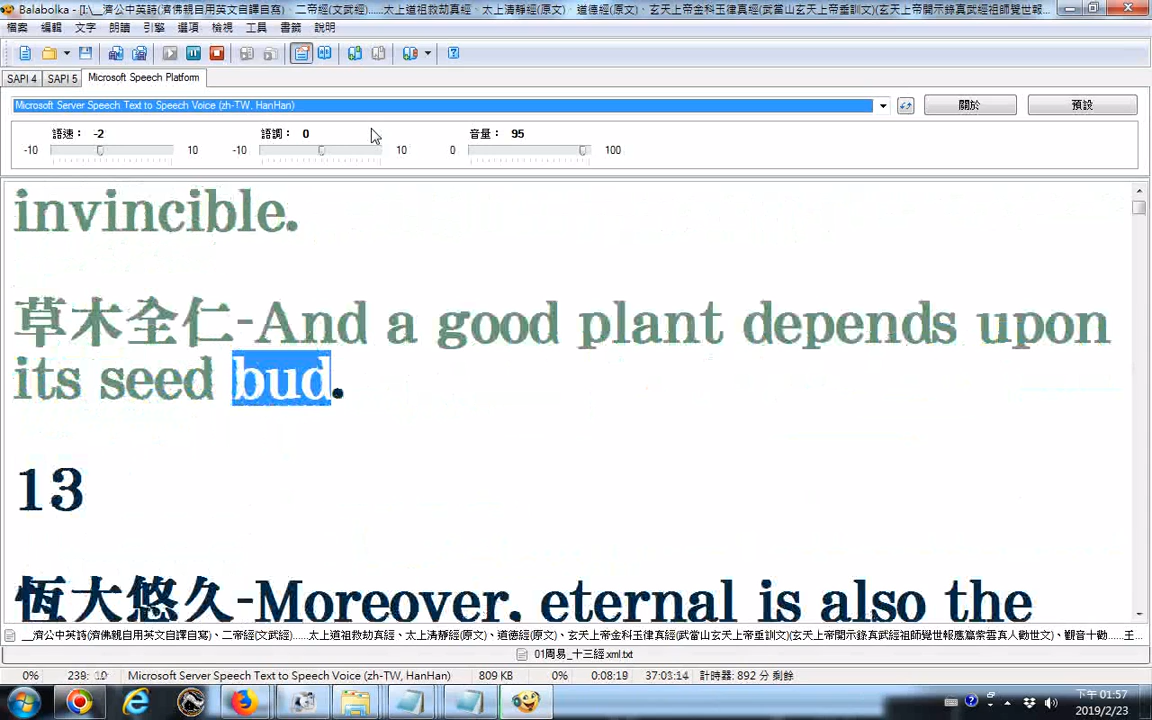 Balabolka - [I:\__濟公中英詩(濟佛親自用英文自譯自寫)﹑二帝經(文武經).....太上道祖救劫真經﹑太上清靜經(原文)﹑道德經(原文)﹑玄天上帝金科玉律真經(武當山玄天上帝垂訓文)(玄天上帝開示錄真武經祖師覺世報...
檔案 編輯 文字 朗讀 引擎 選項 檢視 工具 書籤 說明
SAPI 4 SAPI 5 Microsoft Speech Platform
Microsoft Server Speech Text to Speech Voice (zh-TW, HanHan) 關於 預設
語速： -2 語調： 0 音量： 95
-10 10 -10 10 0 100
invincible.
草木全仁-And a good plant depends upon
its seed bud.
13
恆大悠久-Moreover, eternal is also the
__濟公中英詩(濟佛親自用英文自譯自寫)、二帝經(文武經).....太上道祖救劫真經、太上清靜經(原文)、道德經(原文)、玄天上帝金科玉律真經(武當山玄天上帝垂訓文)(玄天上帝開示錄真武經祖師覺世報應篇紫雲真人勸世文)、觀音十勸......王...
01周易_十三經.xml.txt
0% 239: 10 Microsoft Server Speech Text to Speech Voice (zh-TW, HanHan) 809 KB 0% 0:08:19 37:03:14 計時器: 892 分 剩餘
下午 01:57
2019/2/23